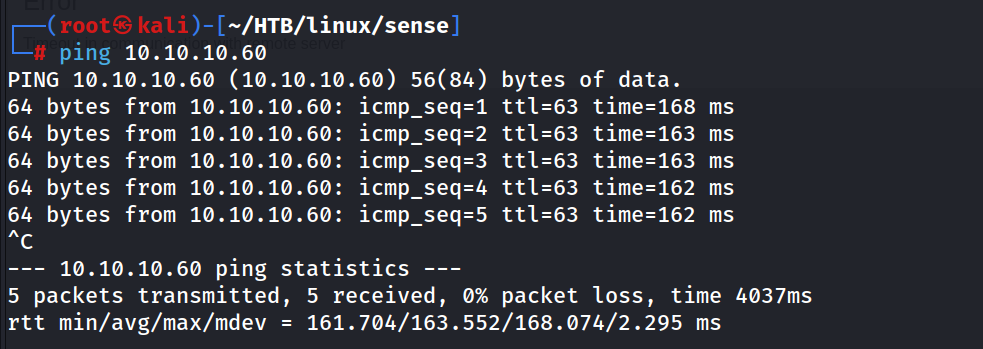 Error
┌──(root㉿kali)-[~/HTB/linux/sense]
└─# ping 10.10.10.60
PING 10.10.10.60 (10.10.10.60) 56(84) bytes of data.
64 bytes from 10.10.10.60: icmp_seq=1 ttl=63 time=168 ms
64 bytes from 10.10.10.60: icmp_seq=2 ttl=63 time=163 ms
64 bytes from 10.10.10.60: icmp_seq=3 ttl=63 time=163 ms
64 bytes from 10.10.10.60: icmp_seq=4 ttl=63 time=162 ms
64 bytes from 10.10.10.60: icmp_seq=5 ttl=63 time=162 ms
^C
--- 10.10.10.60 ping statistics ---
5 packets transmitted, 5 received, 0% packet loss, time 4037ms
rtt min/avg/max/mdev = 161.704/163.552/168.074/2.295 ms